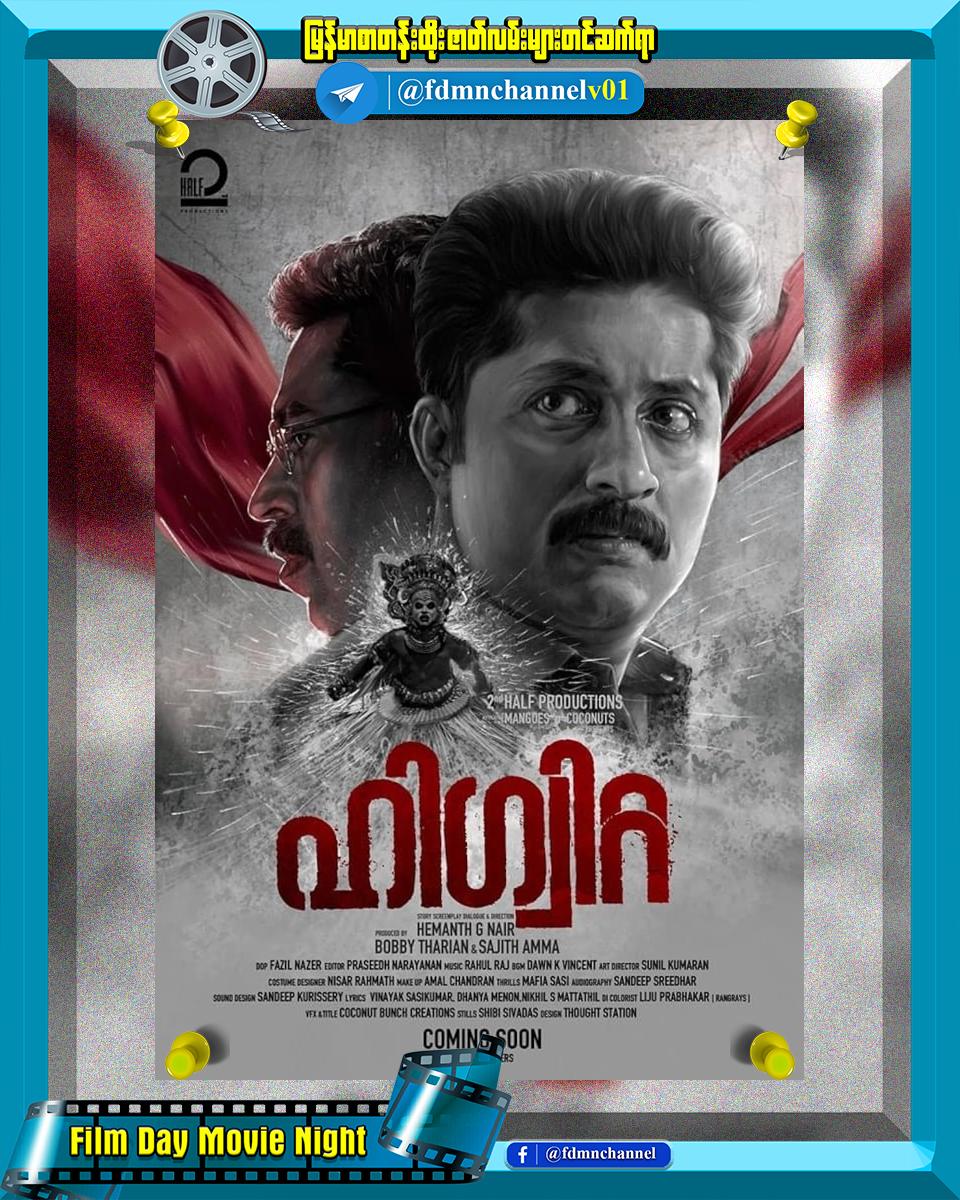 မြန်မာစာတန်းထိုးဇာတ်လမ်းများတင်ဆက်ရာ
@fdmnchannelv01
2nd
HALF
PRODUCTIONS
2nd HALF PRODUCTIONS
MANGOES COCONUTS
ഹിഗ്വിറ്റ
STORY SCREENPLAY DIALOGUE & DIRECTION
HEMANTH G NAIR
PRODUCED BY BOBBY THARIAN & SAJITH AMMA
DOP FAZIL NAZER EDITOR PRASEEDH NARAYANAN MUSIC RAHUL RAJ BGM DAWN K VINCENT ART DIRECTOR SUNIL KUMARAN
COSTUME DESIGNER NISAR RAHMATH MAKE UP AMAL CHANDRAN THRILLS MAFIA SASI AUDIOGRAPHY SANDEEP SREEDHAR
SOUND DESIGN SANDEEP KURISSERY LYRICS VINAYAK SASIKUMAR, DHANYA MENON,NIKHIL S MATTATHIL DI COLORIST LIJU PRABHAKAR [ RANGRAYS ]
VFX & TITLE COCONUT BUNCH CREATIONS STILLS SHIBI SIVADAS DESIGN THOUGHT STATION
COMING SOON
Film Day Movie Night
f | @fdmnchannel